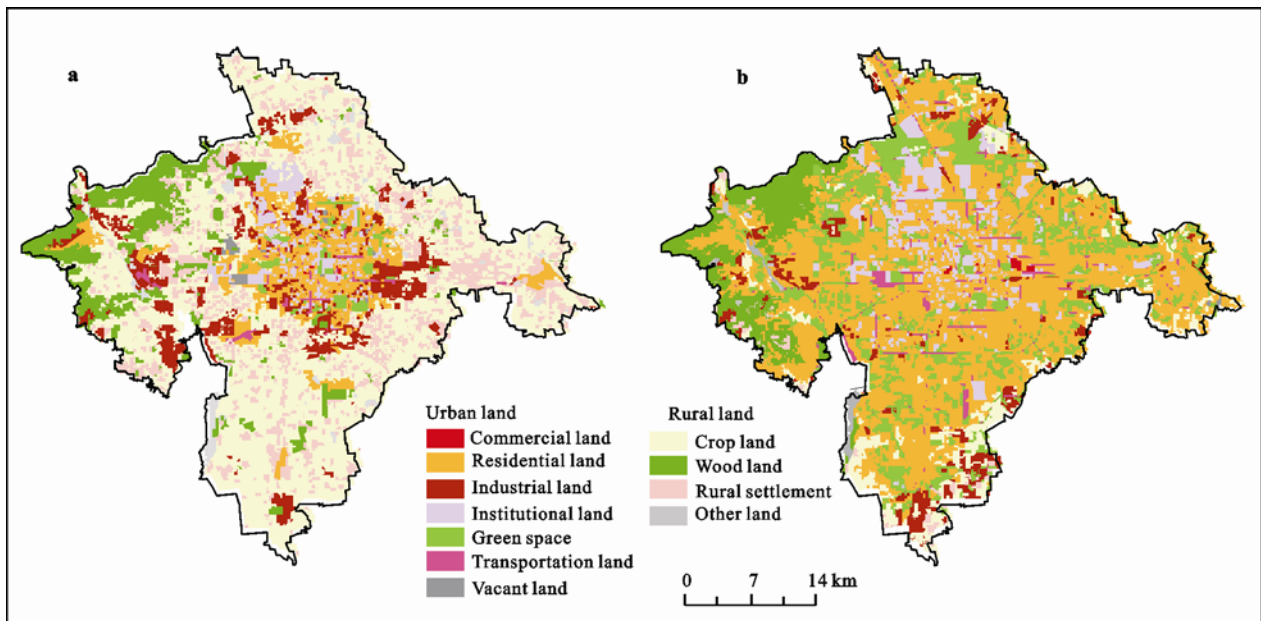 a
b
Urban land
Commercial land
Residential land
Industrial land
Institutional land
Green space
Transportation land
Vacant land
Rural land
Crop land
Wood land
Rural settlement
Other land
0 7 14 km